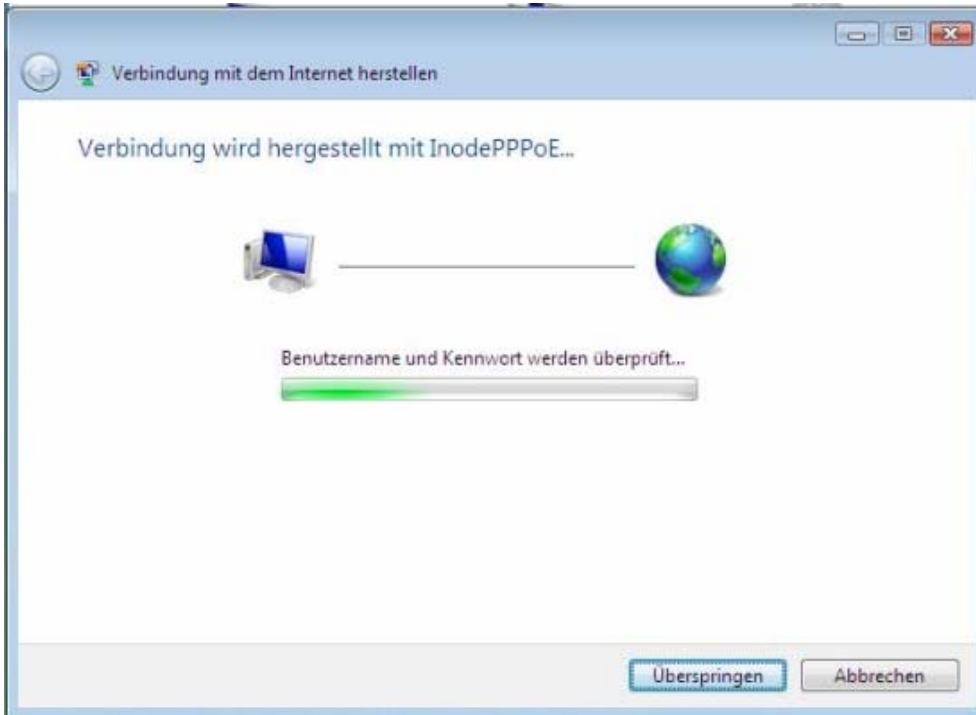 Verbindung mit dem Internet herstellen
Verbindung wird hergestellt mit InodePPPoE...
Benutzername und Kennwort werden überprüft...
Überspringen Abbrechen